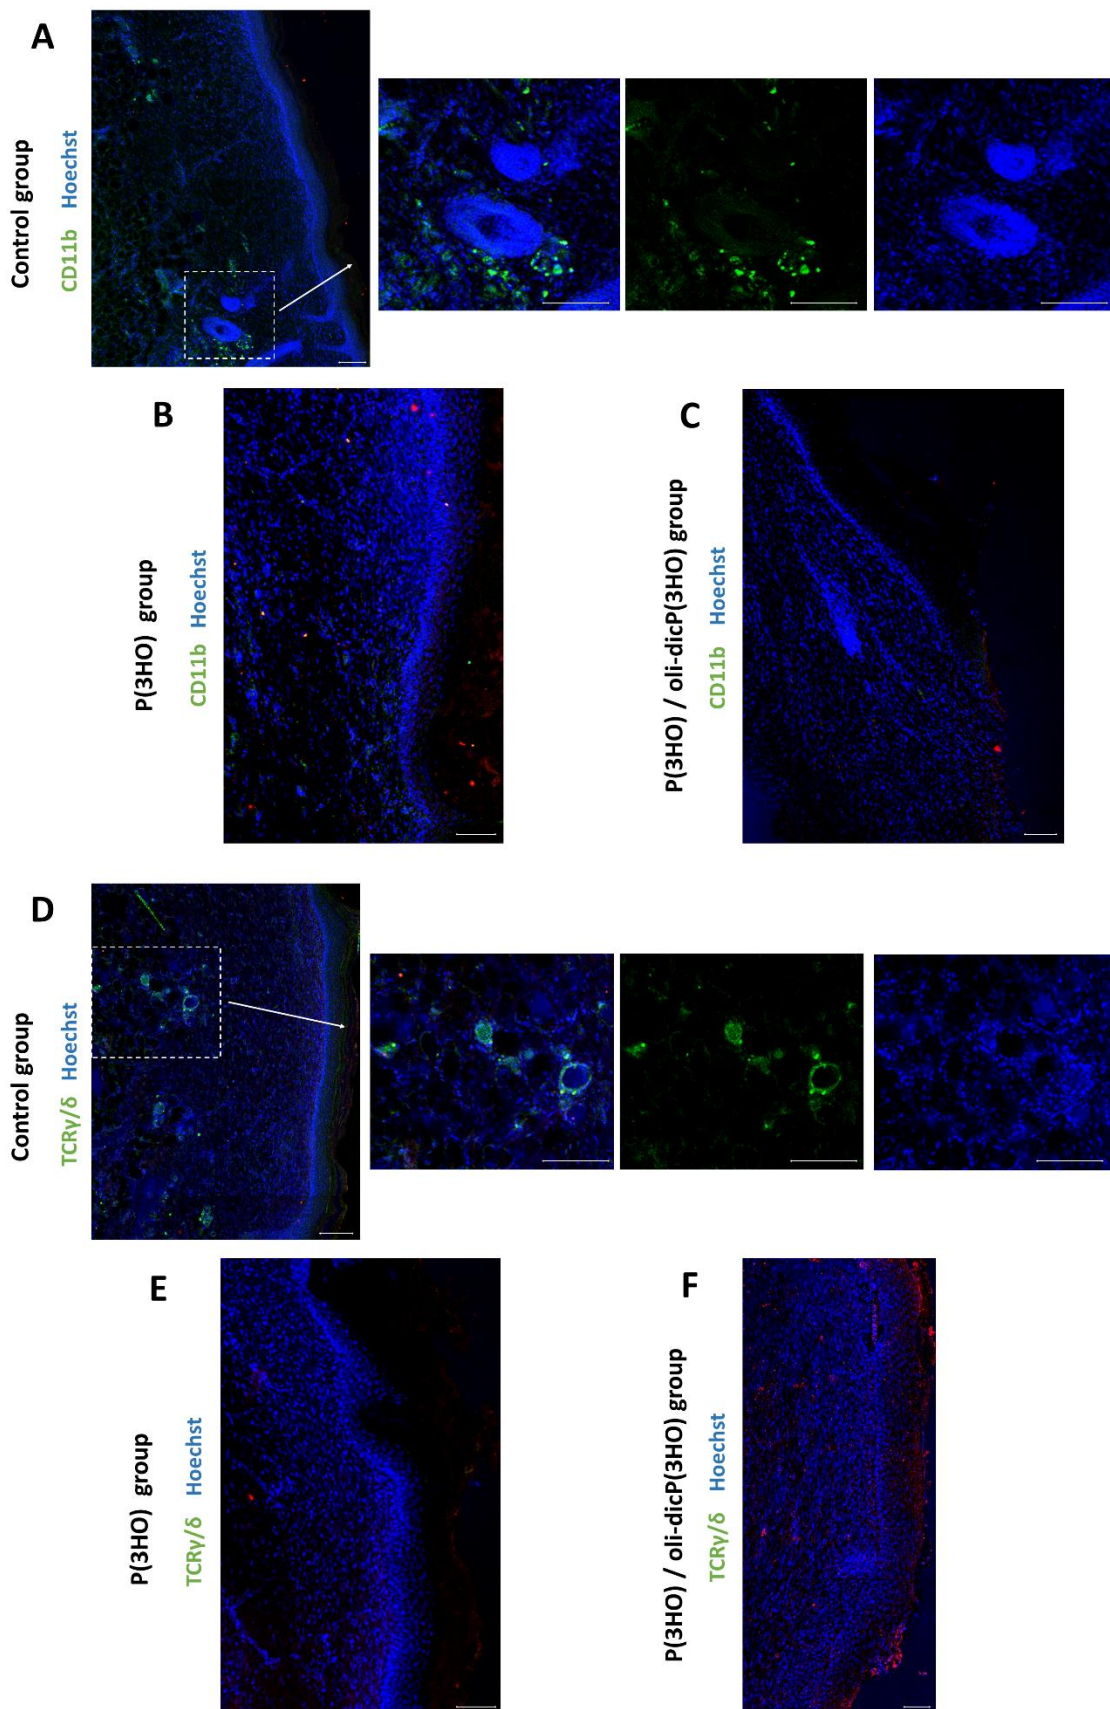 A
Control group
CD11b Hoechst
B
P(3HO) group
CD11b Hoechst
C
P(3HO) / oli-dicP(3HO) group
CD11b Hoechst
D
Control group
TCRγ/δ Hoechst
E
P(3HO) group
TCRγ/δ Hoechst
F
P(3HO) / oli-dicP(3HO) group
TCRγ/δ Hoechst